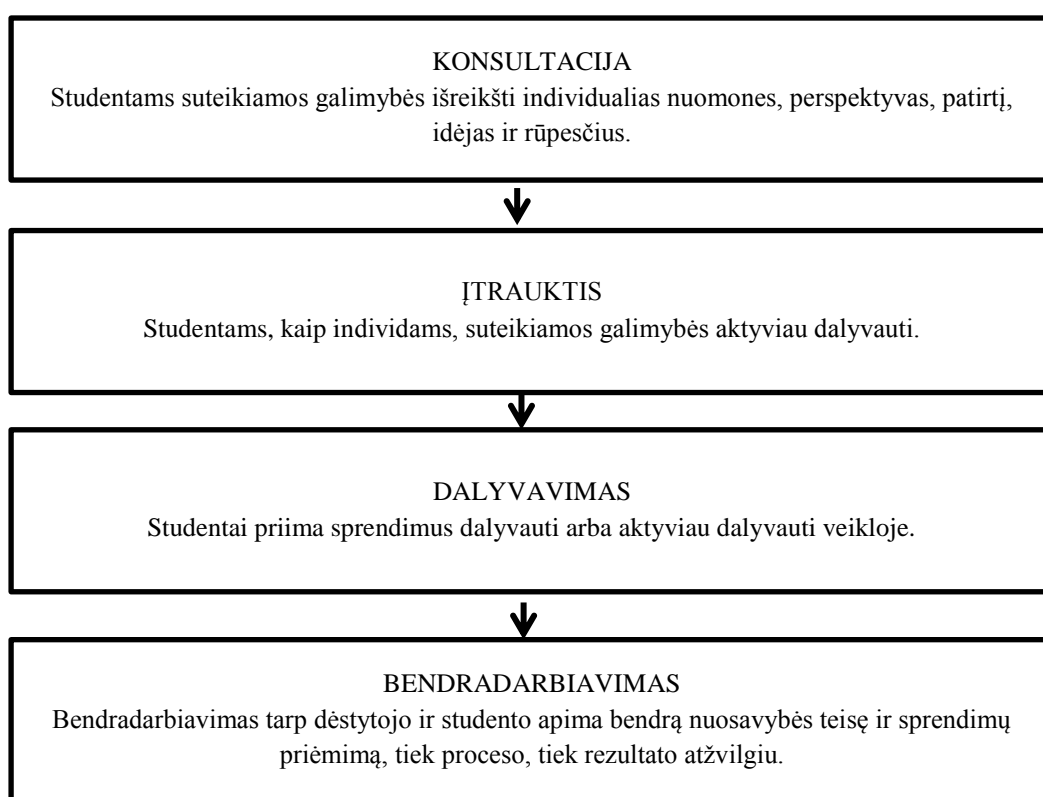 KONSULTACIJA
Studentams suteikiamos galimybės išreikšti individualias nuomones, perspektyvas, patirtį,
idėjas ir rūpesčius.
ĮTRAUKTIS
Studentams, kaip individams, suteikiamos galimybės aktyviau dalyvauti.
DALYVAVIMAS
Studentai priima sprendimus dalyvauti arba aktyviau dalyvauti veikloje.
BENDRADARBIAVIMAS
Bendradarbiavimas tarp dėstytojo ir studento apima bendrą nuosavybės teisę ir sprendimų
priėmimą, tiek proceso, tiek rezultato atžvilgiu.